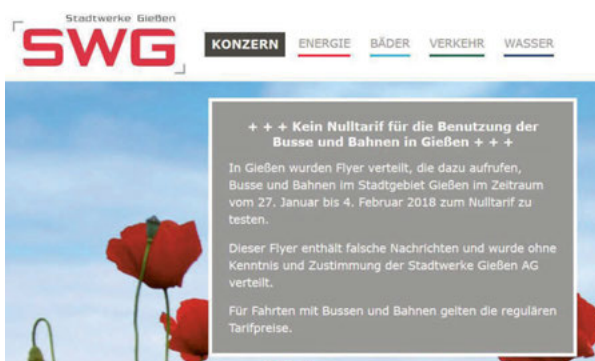 Stadtwerke Gießen
SWG
KONZERN ENERGIE BÄDER VERKEHR WASSER
+ + + Kein Nulltarif für die Benutzung der
Busse und Bahnen in Gießen + + +
In Gießen wurden Flyer verteilt, die dazu aufrufen,
Busse und Bahnen im Stadtgebiet Gießen im Zeitraum
vom 27. Januar bis 4. Februar 2018 zum Nulltarif zu
testen.
Dieser Flyer enthält falsche Nachrichten und wurde ohne
Kenntnis und Zustimmung der Stadtwerke Gießen AG
verteilt.
Für Fahrten mit Bussen und Bahnen gelten die regulären
Tarifpreise.